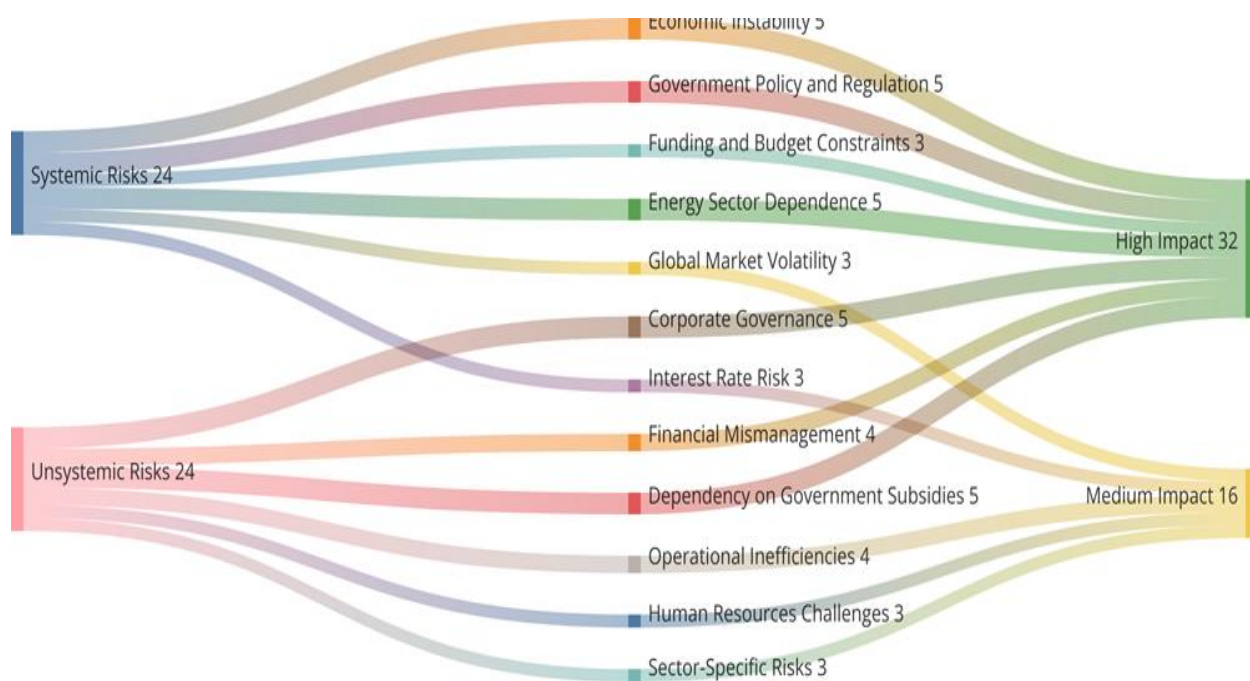 Economic Instability 5
Government Policy and Regulation 5
Funding and Budget Constraints 3
Systemic Risks 24
Energy Sector Dependence 5
High Impact 32
Global Market Volatility 3
Corporate Governance 5
Interest Rate Risk 3
Financial Mismanagement 4
Unsystemic Risks 24
Dependency on Government Subsidies 5
Medium Impact 16
Operational Inefficiencies 4
Human Resources Challenges 3
Sector-Specific Risks 3